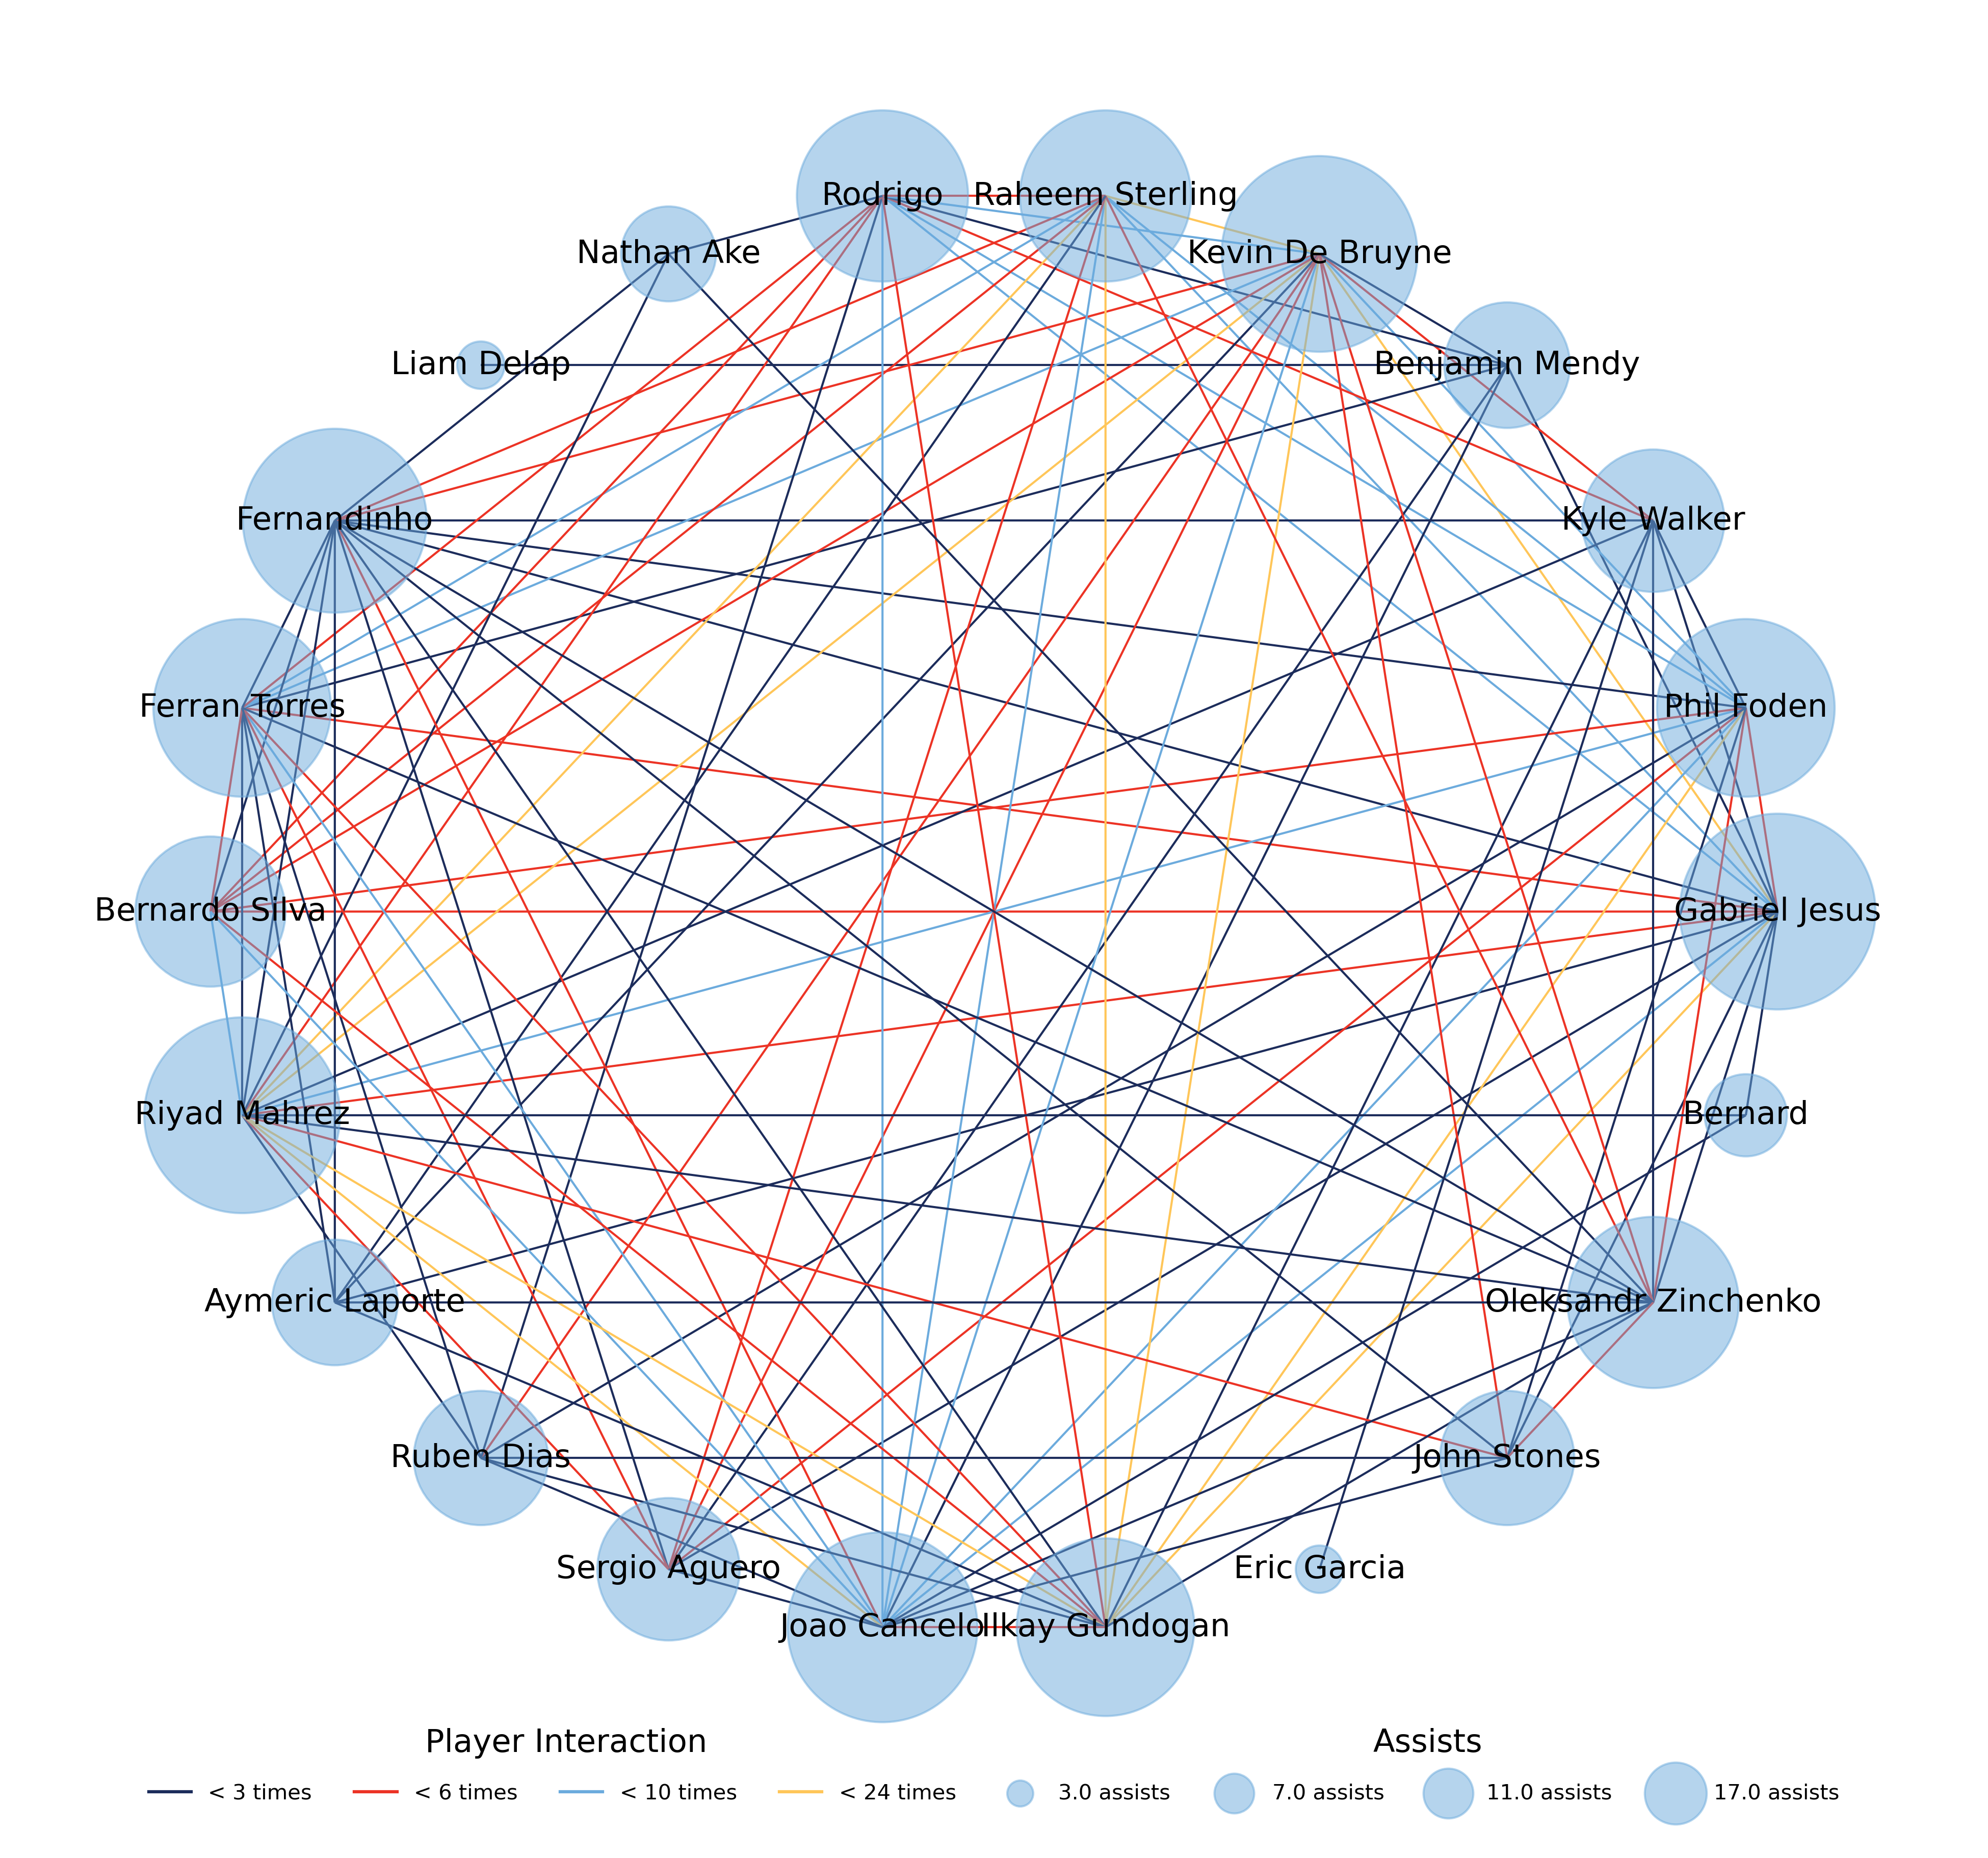 Rodrigo
Raheem Sterling
Nathan Ake
Kevin De Bruyne
Liam Delap
Benjamin Mendy
Fernandinho
Kyle Walker
Ferran Torres
Phil Foden
Bernardo Silva
Gabriel Jesus
Riyad Mahrez
Bernard
Aymeric Laporte
Oleksandr Zinchenko
Ruben Dias
John Stones
Sergio Aguero
Eric Garcia
Joao Cancelo
Ilkay Gundogan
Player Interaction
Assists
< 3 times
< 6 times
< 10 times
< 24 times
3.0 assists
7.0 assists
11.0 assists
17.0 assists